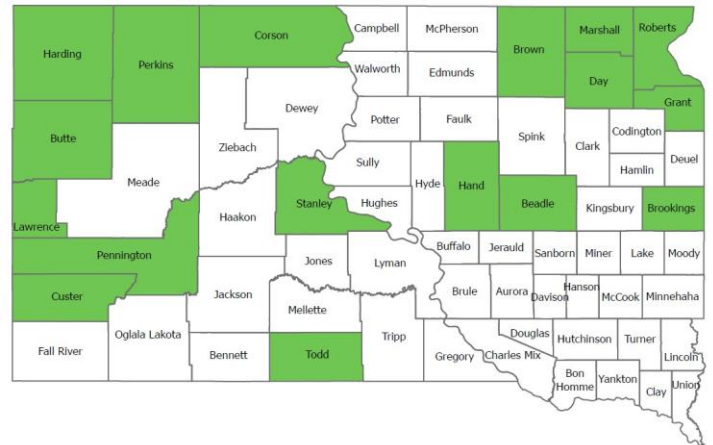 Harding
Perkins
Corson
Campbell
McPherson
Brown
Marshall
Roberts
Walworth
Edmunds
Day
Grant
Butte
Dewey
Ziebach
Potter
Faulk
Spink
Clark
Codington
Hamlin
Deuel
Meade
Sully
Hyde
Hand
Beadle
Kingsbury
Brookings
Lawrence
Haakon
Stanley
Hughes
Pennington
Buffalo
Jerauld
Sanborn
Miner
Lake
Moody
Jones
Lyman
Custer
Jackson
Mellette
Brule
Aurora
Davison
Hanson
McCook
Minnehaha
Fall River
Oglala Lakota
Bennett
Todd
Tripp
Gregory
Charles Mix
Douglas
Hutchinson
Turner
Lincoln
Bon
Homme
Yankton
Clay
Union